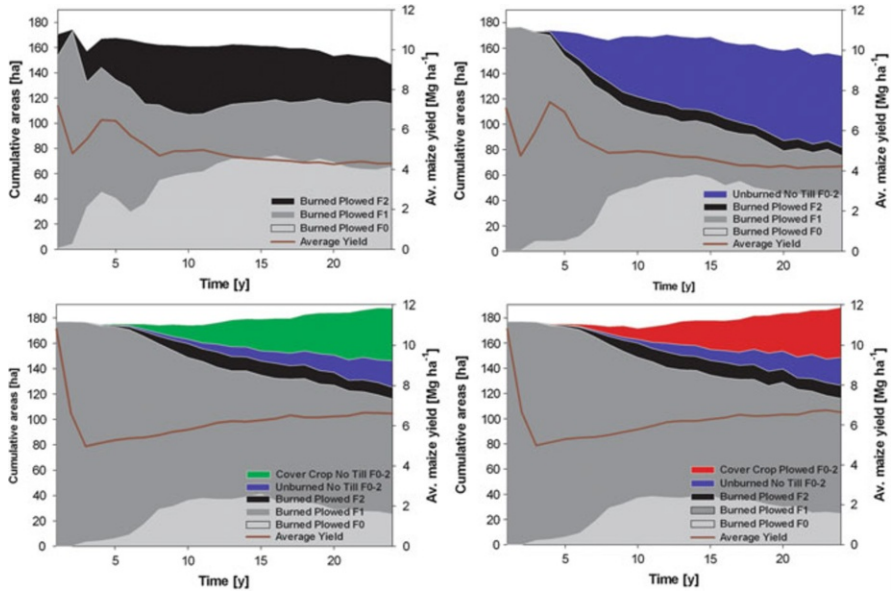 Cumulative areas [ha]
180
160
140
120
100
80
60
40
20
0
12
10
8
6
4
2
0
Av. maize yield [Mg ha⁻¹]
Burned Plowed F2
Burned Plowed F1
Burned Plowed F0
Average Yield
5
10
15
20
Time [y]
Cumulative areas [ha]
180
160
140
120
100
80
60
40
20
0
12
10
8
6
4
2
0
Av. maize yield [Mg ha⁻¹]
Unburned No Till F0-2
Burned Plowed F2
Burned Plowed F1
Burned Plowed F0
Average Yield
5
10
15
20
Time [y]
Cumulative areas [ha]
180
160
140
120
100
80
60
40
20
0
12
10
8
6
4
2
0
Av. maize yield [Mg ha⁻¹]
Cover Crop No Till F0-2
Unburned No Till F0-2
Burned Plowed F2
Burned Plowed F1
Burned Plowed F0
Average Yield
5
10
15
20
Time [y]
Cumulative areas [ha]
180
160
140
120
100
80
60
40
20
0
12
10
8
6
4
2
0
Av. maize yield [Mg ha⁻¹]
Cover Crop Plowed F0-2
Unburned No Till F0-2
Burned Plowed F2
Burned Plowed F1
Burned Plowed F0
Average Yield
5
10
15
20
Time [y]